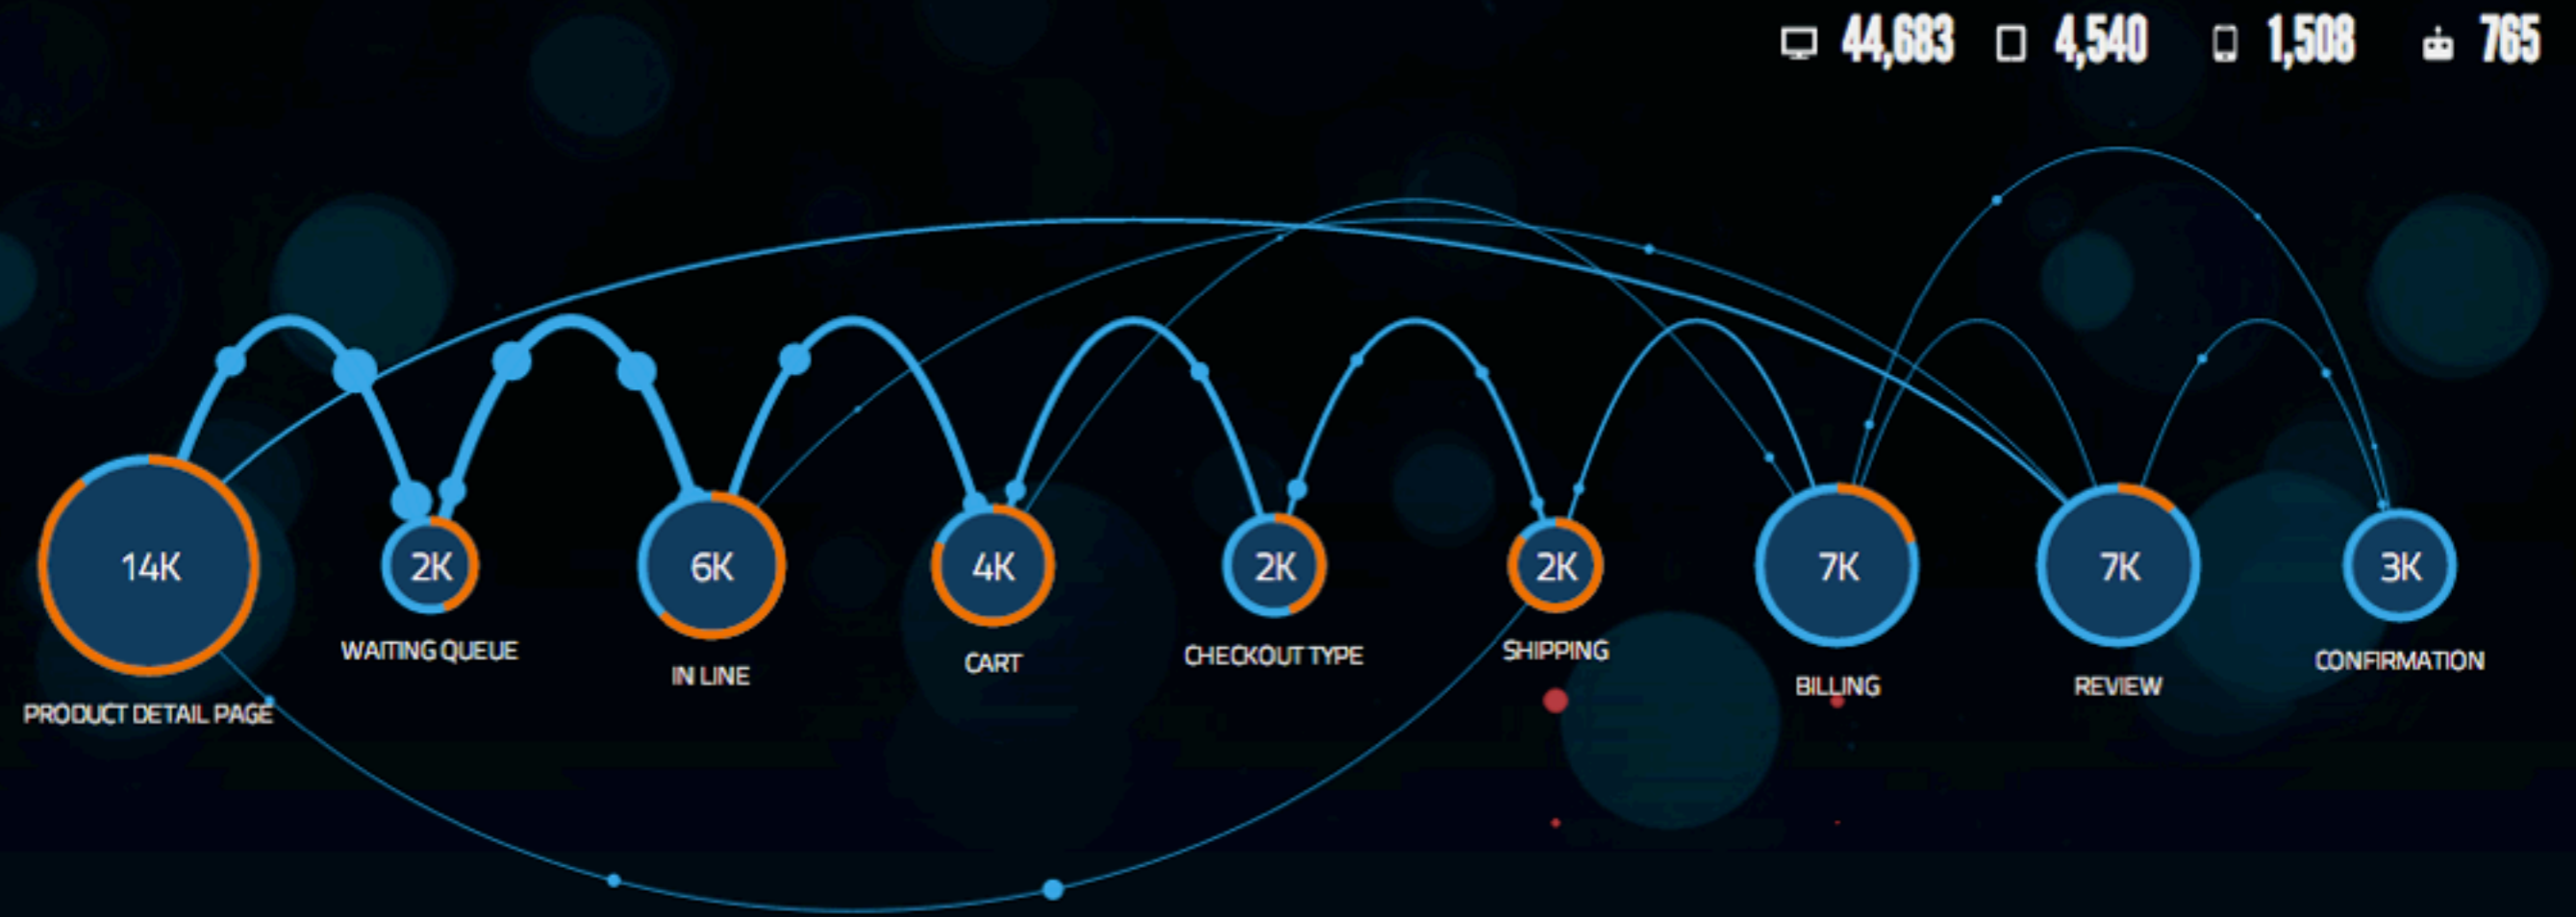 44,683 4,540 1,508 765
14K 2K 6K 4K 2K 2K 7K 7K 3K
PRODUCT DETAIL PAGE WAITING QUEUE IN LINE CART CHECKOUT TYPE SHIPPING BILLING REVIEW CONFIRMATION